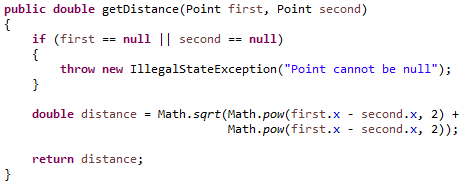 public double getDistance(Point first, Point second)
{
    if (first == null || second == null)
    {
        throw new IllegalStateException("Point cannot be null");
    }
    double distance = Math.sqrt(Math.pow(first.x - second.x, 2) +
                                Math.pow(first.x - second.x, 2));
    return distance;
}